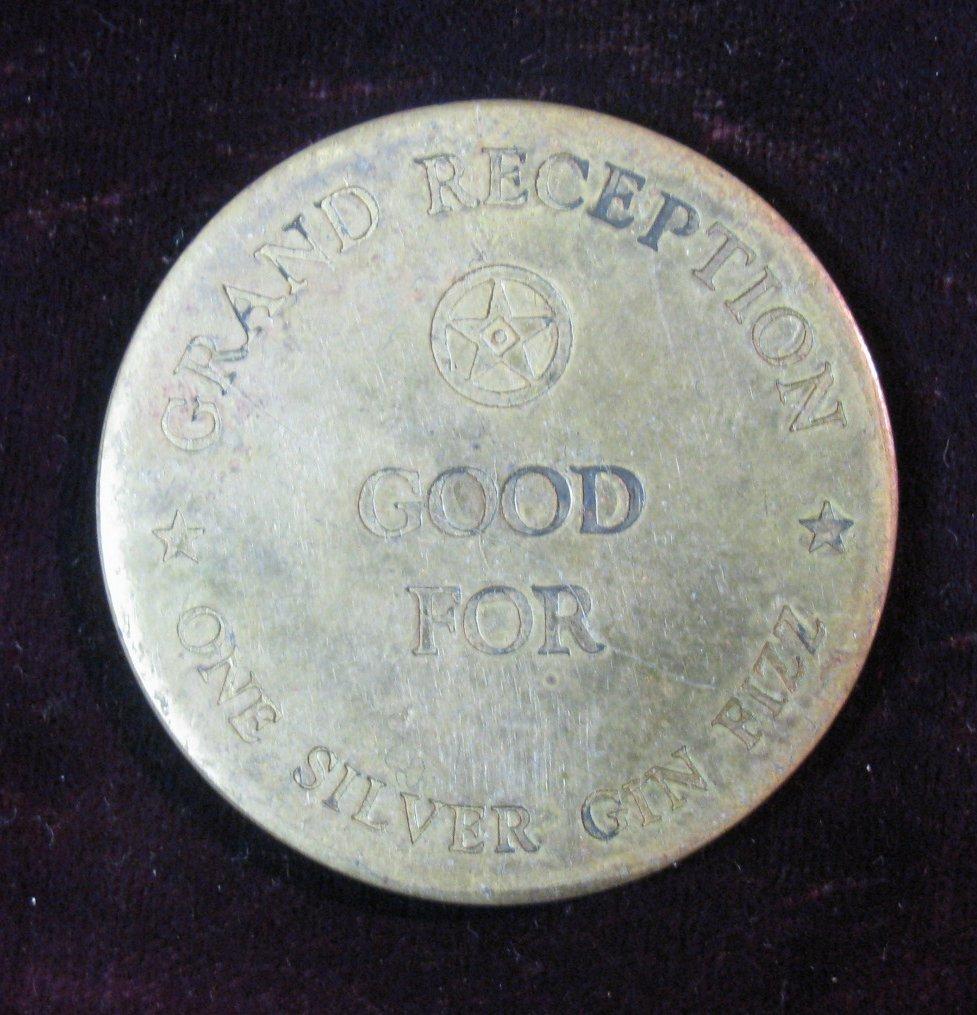 GRAND RECEPTION
GOOD
FOR
ONE SILVER GIN FIZZ